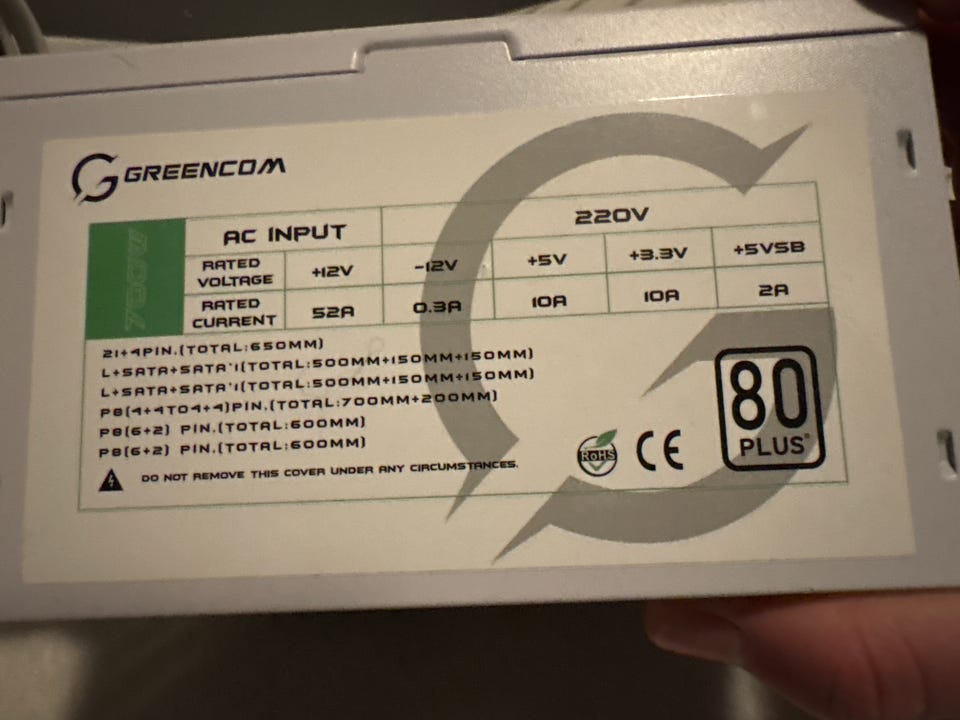 GREENCOM
AC INPUT 220V
RATED VOLTAGE +12V -12V +5V +3.3V +5VSB
RATED CURRENT 52A 0.3A 10A 10A 2A
21+4PIN.(TOTAL:650MM)
L+SATA+SATA*1(TOTAL:500MM+150MM+150MM)
L+SATA+SATA*1(TOTAL:500MM+150MM+150MM)
P8(4+4TO4+4)PIN.(TOTAL:700MM+200MM)
P8(6+2) PIN.(TOTAL:600MM)
P8(6+2) PIN.(TOTAL:600MM)
DO NOT REMOVE THIS COVER UNDER ANY CIRCUMSTANCES.
RoHS
CE
80
PLUS®